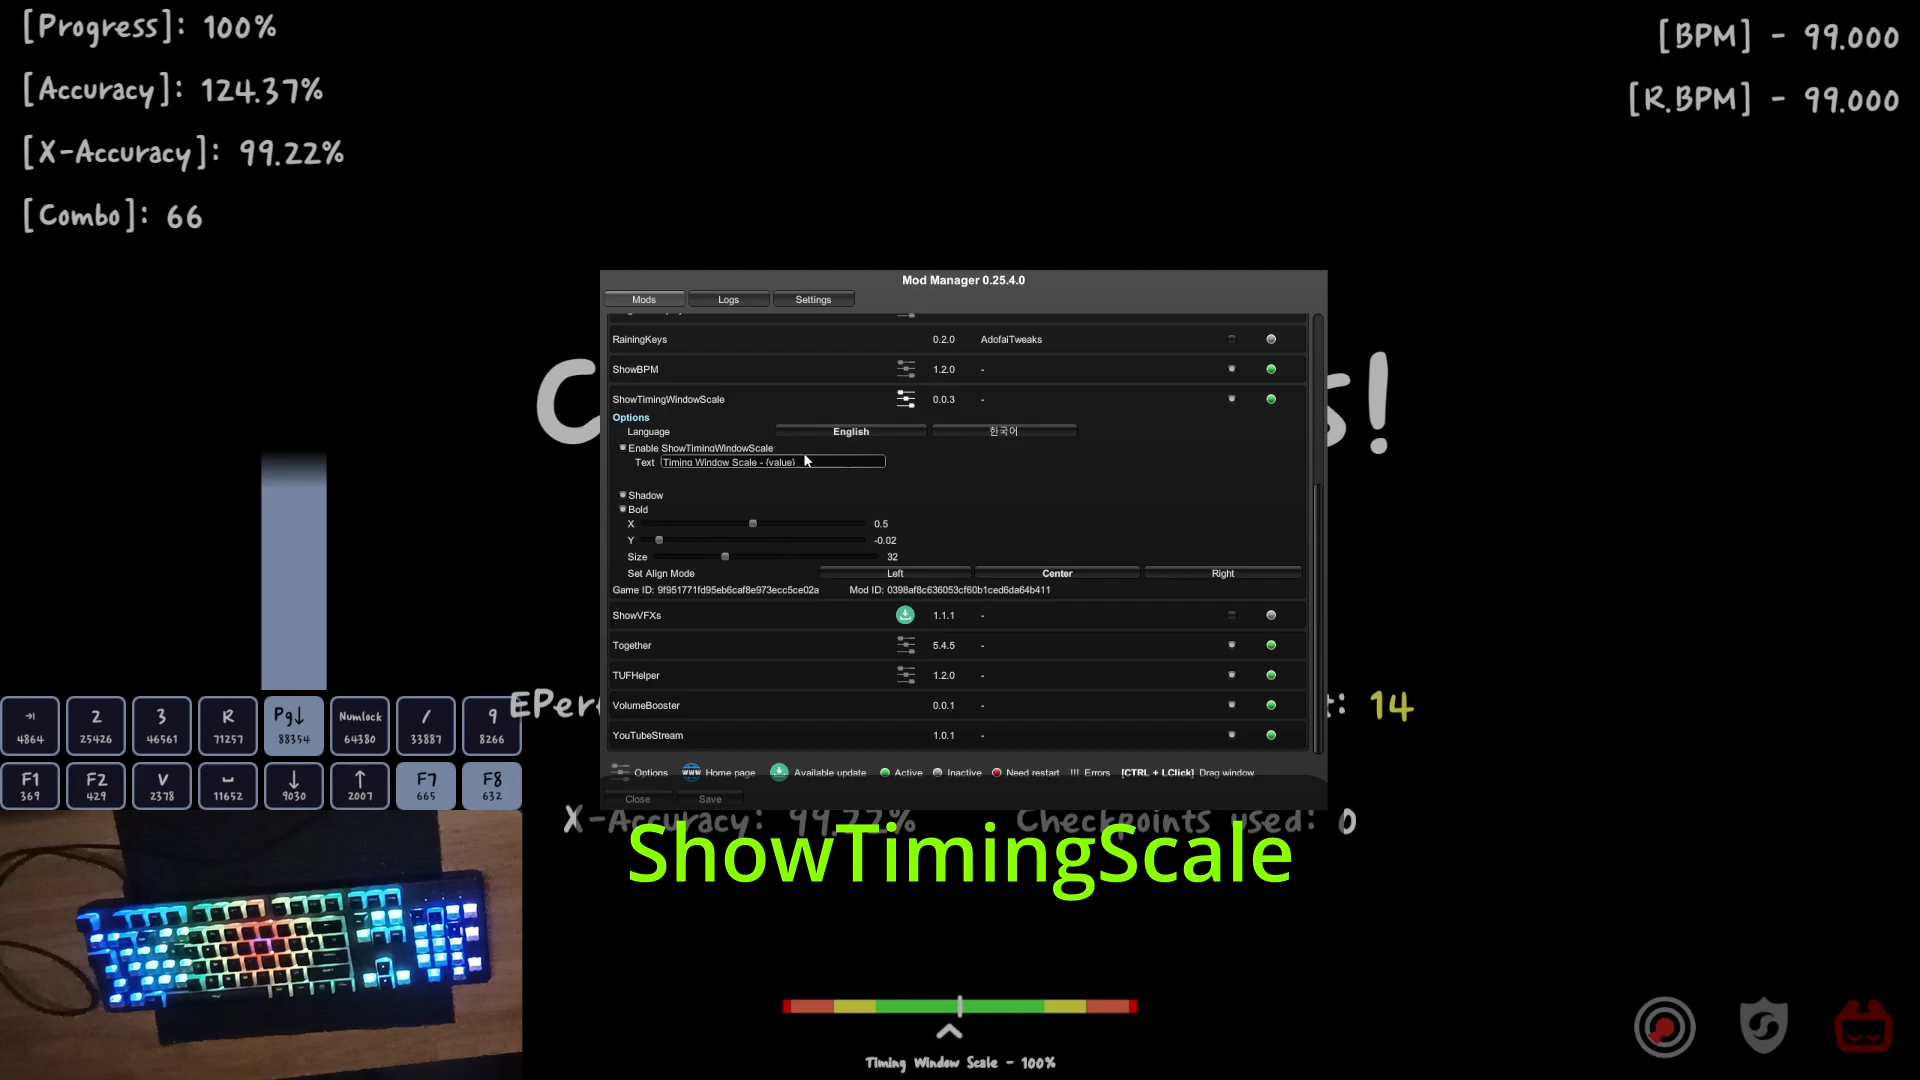 [Progress]: 100%
[Accuracy]: 124.37%
[X-Accuracy]: 99.22%
[Combo]: 66
[BPM] - 99.000
[R.BPM] - 99.000
Mod Manager 0.25.4.0
Mods Logs Settings
RainingKeys 0.2.0 AdofaiTweaks
ShowBPM 1.2.0 -
ShowTimingWindowScale 0.0.3 -
Options
Language English 한국어
Enable ShowTimingWindowScale
Text Timing Window Scale - {value}
Shadow
Bold
X 0.5
Y -0.02
Size 32
Set Align Mode Left Center Right
Game ID: 9f951771fd95eb6caf8e973ecc5ce02a Mod ID: 0398af8c636053cf60b1ced6da64b411
ShowVFXs 1.1.1 -
Together 5.4.5 -
TUFHelper 1.2.0 -
VolumeBooster 0.0.1 -
YouTubeStream 1.0.1 -
Options WWW Home page Available update Active Inactive Need restart !!! Errors [CTRL + LClick] Drag window
Close Save
14
X-Accuracy: 99.22% Checkpoints used: 0
ShowTimingScale
2 3 R Pg↓ Numlock / 9
4864 25426 46561 71257 88354 64380 33887 8266
F1 F2 V ↓ ↑ F7 F8
369 429 2378 11652 9030 2007 665 632
Timing Window Scale - 100%